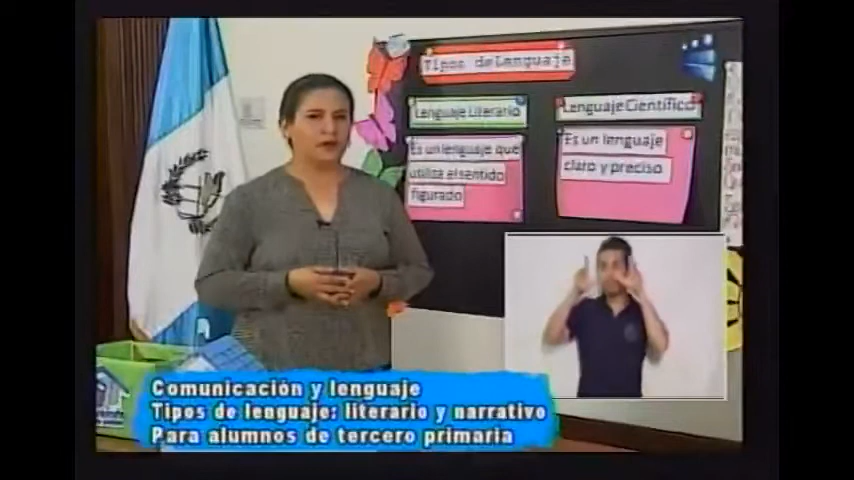 Tipos de Lenguaje
Lenguaje Literario
Es un lenguaje que
utiliza el sentido
figurado
Lenguaje Científico
Es un lenguaje
claro y preciso
Comunicación y lenguaje
Tipos de lenguaje: literario y narrativo
Para alumnos de tercero primaria